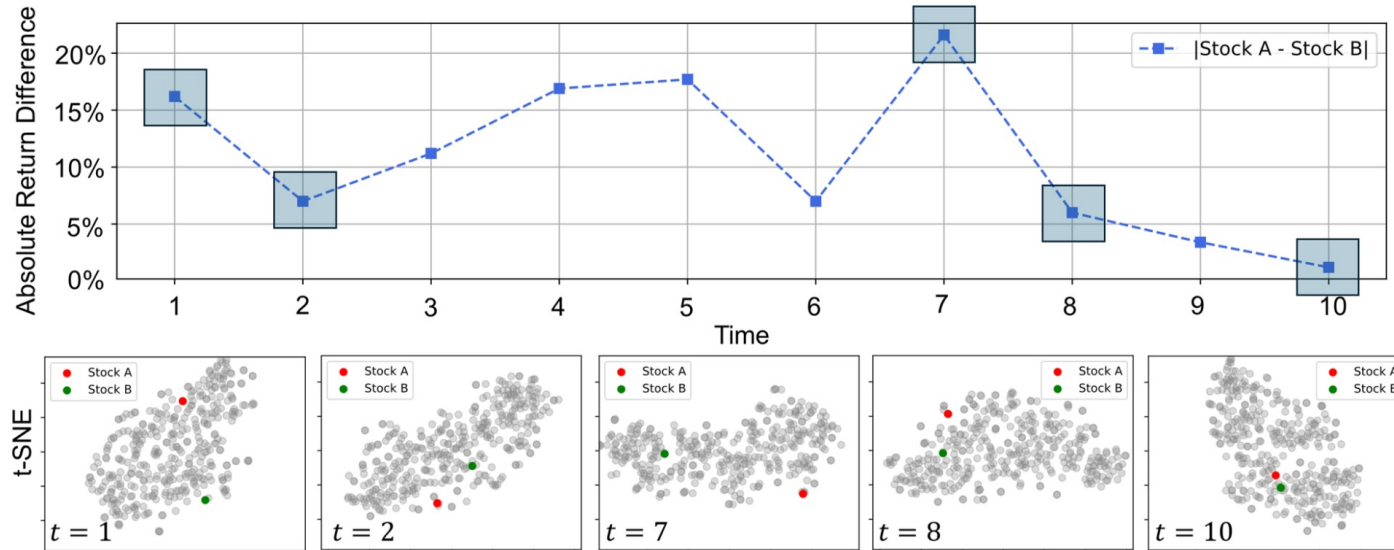 Absolute Return Difference
20%
15%
10%
5%
0%
|Stock A - Stock B|
1 2 3 4 5 6 7 8 9 10
Time
t-SNE
Stock A
Stock B
t = 1
Stock A
Stock B
t = 2
Stock A
Stock B
t = 7
Stock A
Stock B
t = 8
Stock A
Stock B
t = 10